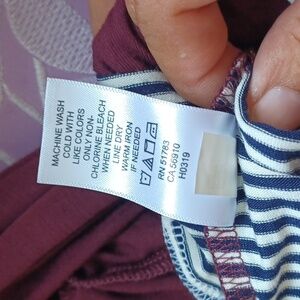 MACHINE WASH
COLD WITH
LIKE COLORS
ONLY NON-
CHLORINE BLEACH
WHEN NEEDED
LINE DRY
WARM IRON
IF NEEDED
RN 51783
CA 56910
H0319